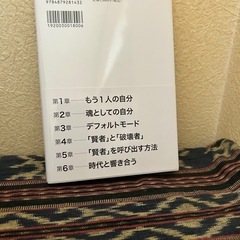 9784879281432
1920030018006
第1章 ── もう1人の自分
第2章 ── 魂としての自分
第3章 ── デフォルトモード
第4章 ── 「賢者」と「破壊者」
第5章 ── 「賢者」を呼び出す方法
第6章 ── 時代と響き合う